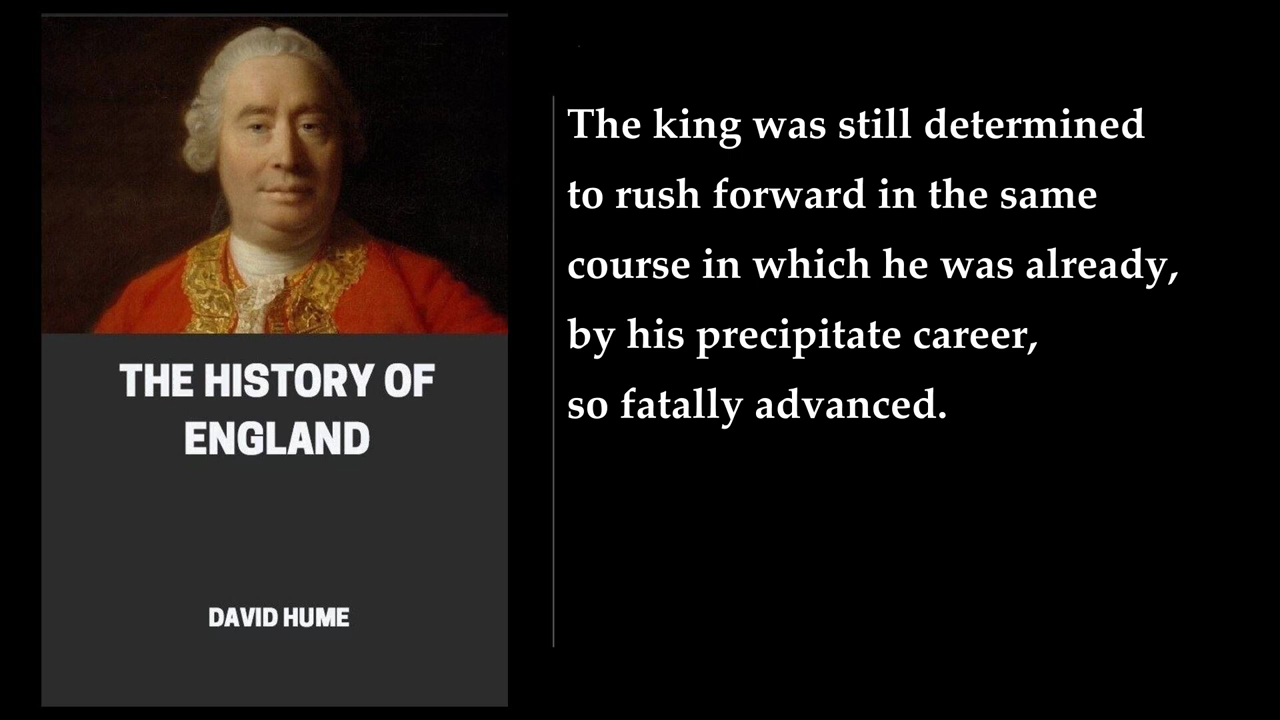 THE HISTORY OF
ENGLAND
DAVID HUME
The king was still determined
to rush forward in the same
course in which he was already,
by his precipitate career,
so fatally advanced.